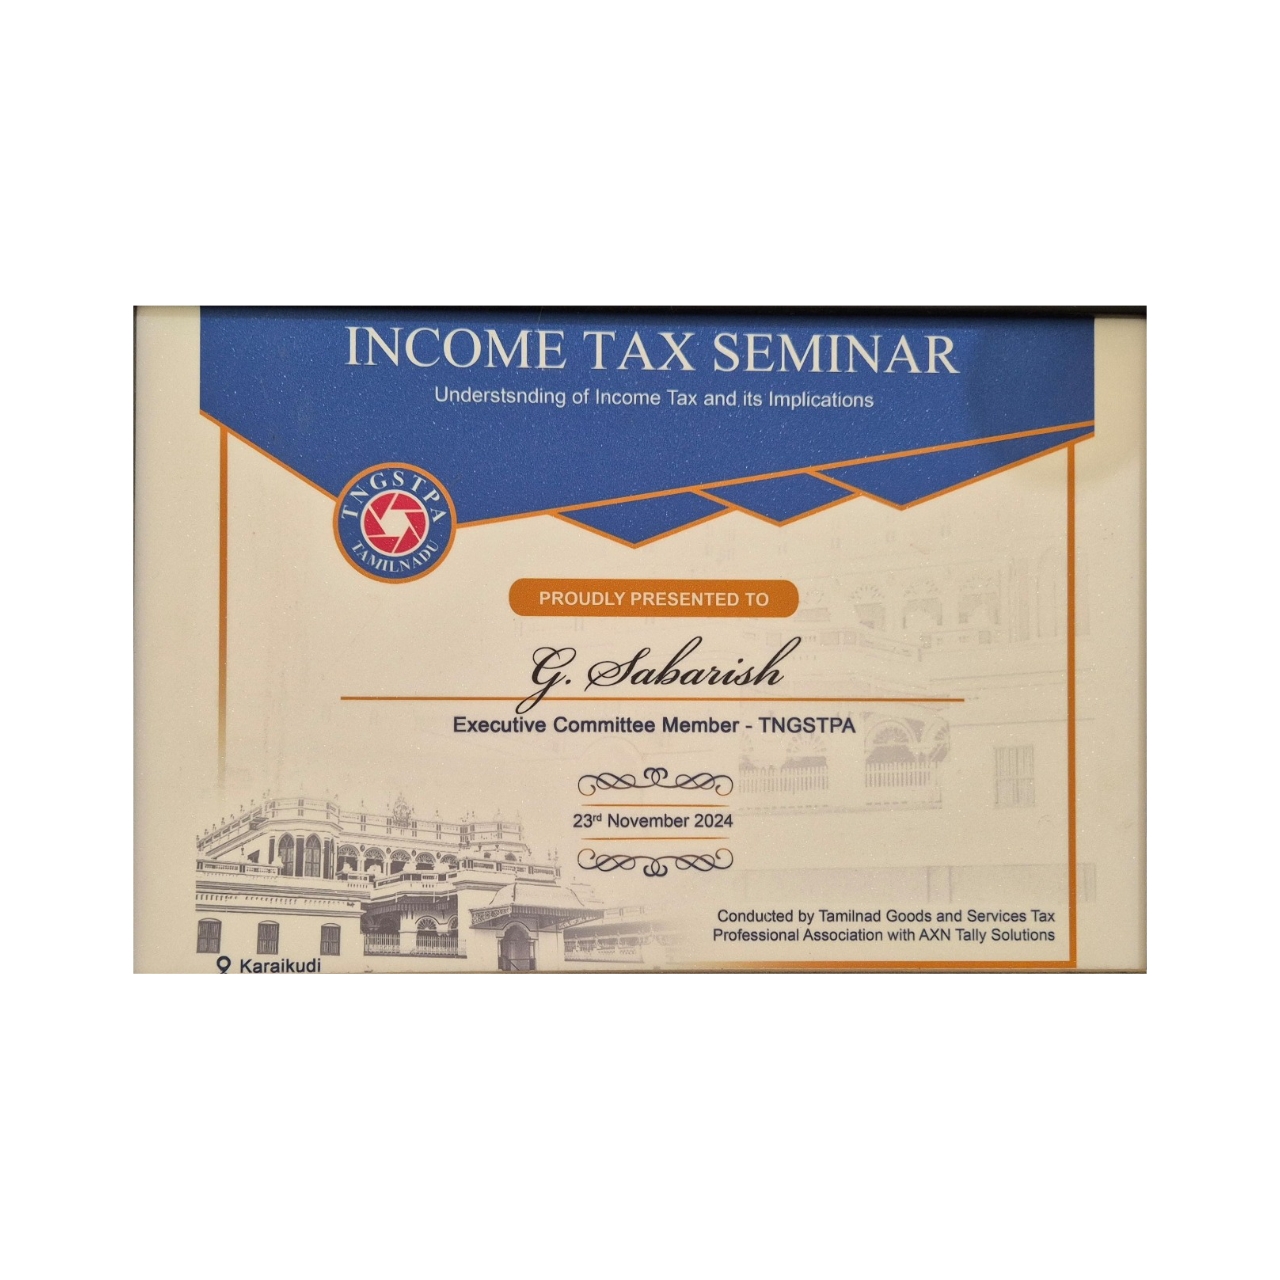 INCOME TAX SEMINAR
Understsnding of Income Tax and its Implications
TNGSTPA
TAMILNADU
PROUDLY PRESENTED TO
G. Sabarish
Executive Committee Member - TNGSTPA
23rd November 2024
Conducted by Tamilnad Goods and Services Tax
Professional Association with AXN Tally Solutions
Karaikudi